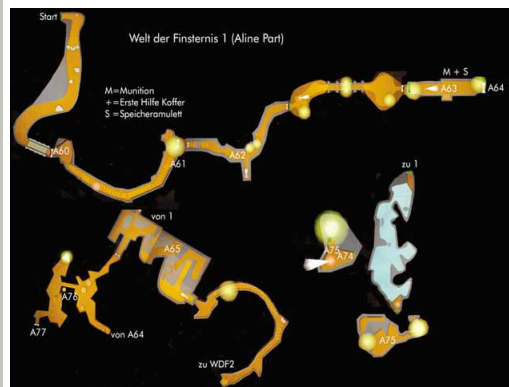 Start
Welt der Finsternis 1 (Aline Part)
M=Munition
+=Erste Hilfe Koffer
S =Speicheramulett
M + S
A63
A64
A60
A61
A62
zu 1
von 1
A65
A75
A74
A76
A77
von A64
A75
zu WDF2